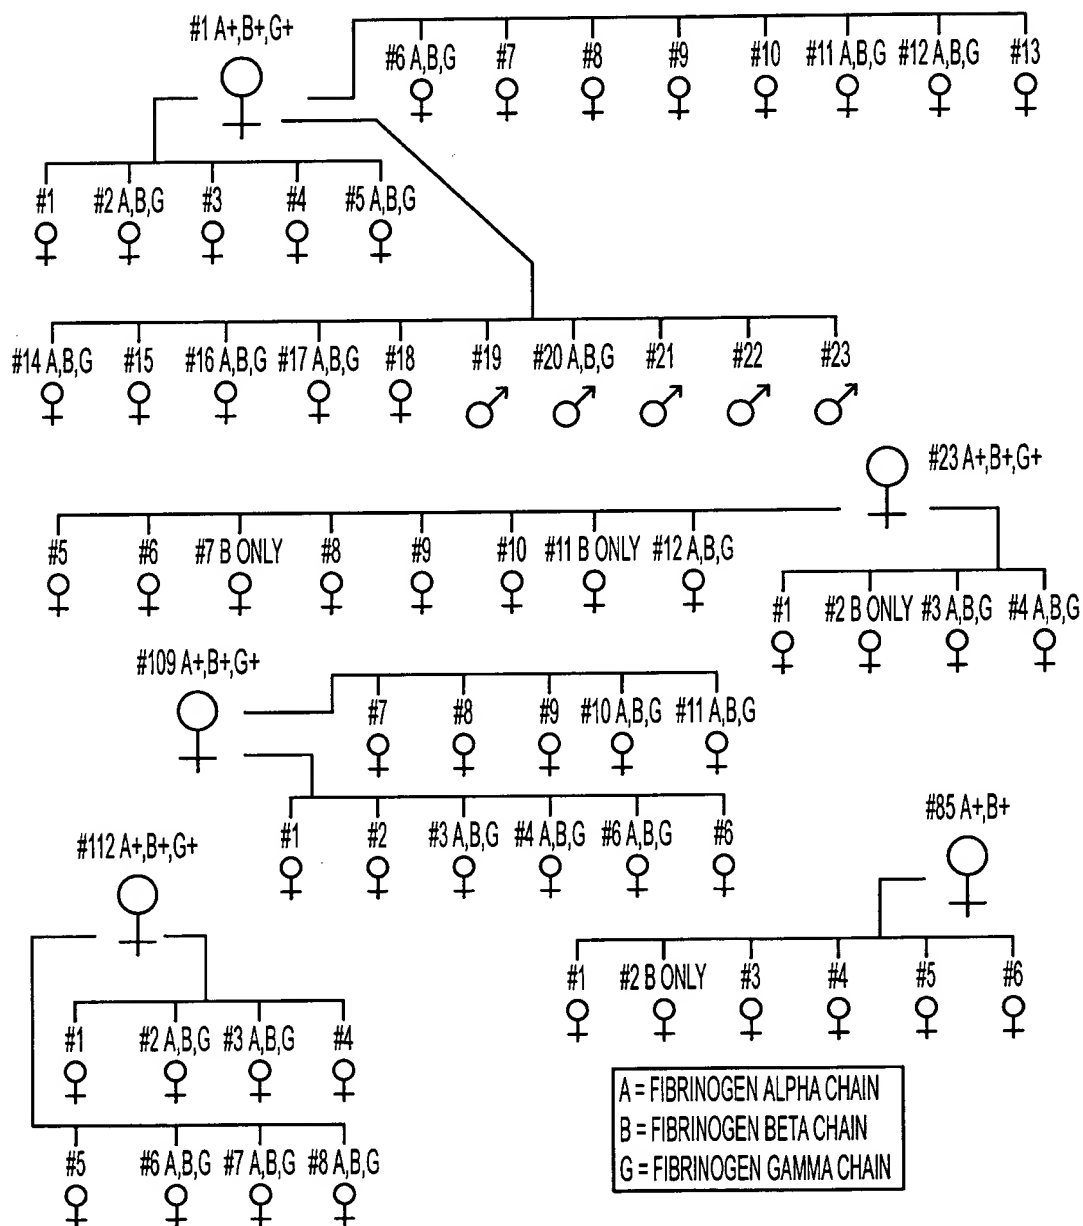 #1 A+,B+,G+
#6 A,B,G #7 #8 #9 #10 #11 A,B,G #12 A,B,G #13
#1 #2 A,B,G #3 #4 #5 A,B,G
#14 A,B,G #15 #16 A,B,G #17 A,B,G #18 #19 #20 A,B,G #21 #22 #23
#23 A+,B+,G+
#5 #6 #7 B ONLY #8 #9 #10 #11 B ONLY #12 A,B,G
#1 #2 B ONLY #3 A,B,G #4 A,B,G
#109 A+,B+,G+
#7 #8 #9 #10 A,B,G #11 A,B,G
#1 #2 #3 A,B,G #4 A,B,G #6 A,B,G #6
#85 A+,B+
#112 A+,B+,G+
#1 #2 B ONLY #3 #4 #5 #6
#1 #2 A,B,G #3 A,B,G #4
#5 #6 A,B,G #7 A,B,G #8 A,B,G
A = FIBRINOGEN ALPHA CHAIN
B = FIBRINOGEN BETA CHAIN
G = FIBRINOGEN GAMMA CHAIN